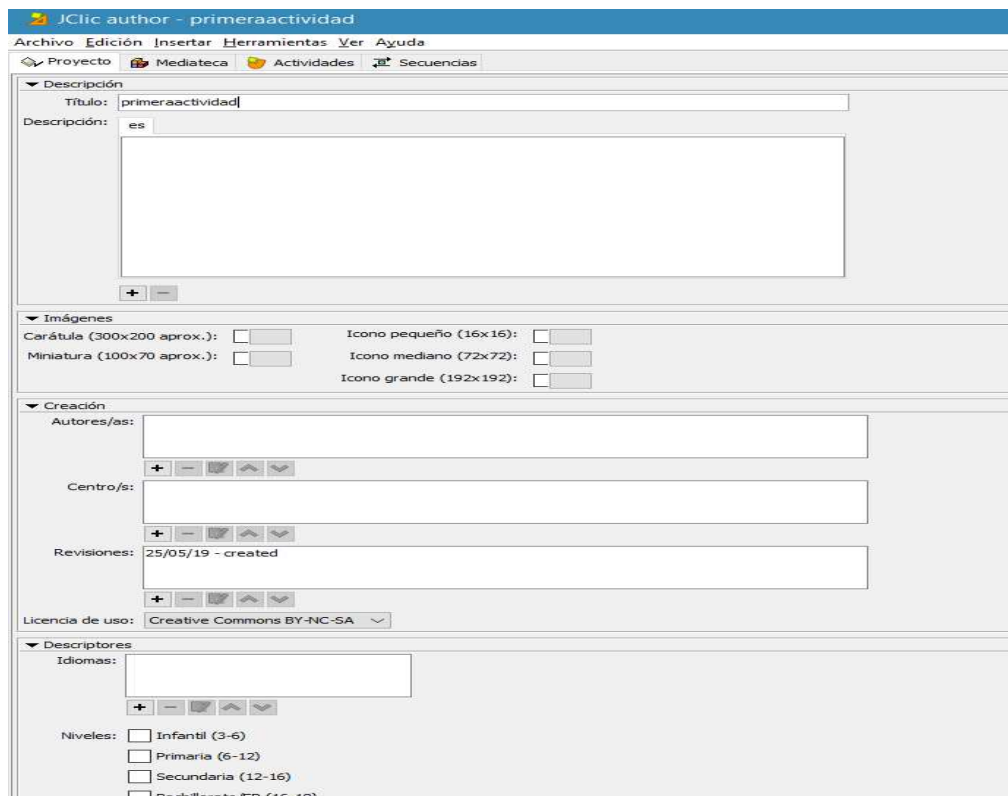 JClic author - primeraactividad
Archivo Edición Insertar Herramientas Ver Ayuda
Proyecto Mediateca Actividades Secuencias
Descripción
Título: primeraactividad
Descripción: es
Imágenes
Carátula (300x200 aprox.): Icono pequeño (16x16):
Miniatura (100x70 aprox.): Icono mediano (72x72):
Icono grande (192x192):
Creación
Autores/as:
Centro/s:
Revisiones: 25/05/19 - created
Licencia de uso: Creative Commons BY-NC-SA
Descriptores
Idiomas:
Niveles: Infantil (3-6)
Primaria (6-12)
Secundaria (12-16)